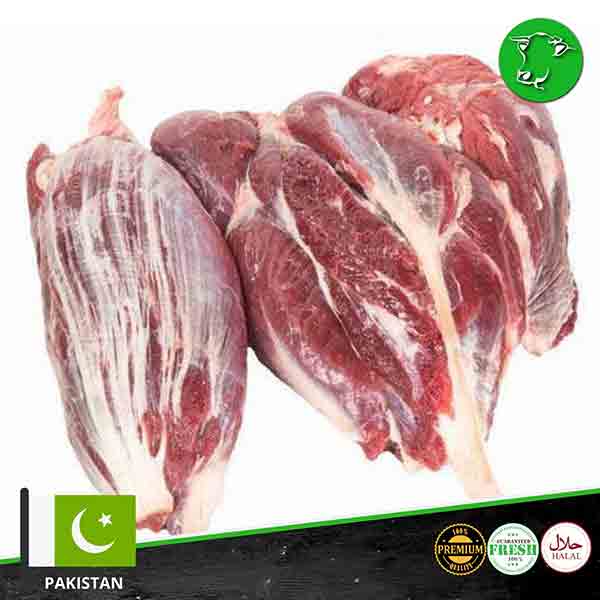 PAKISTAN
100%
PREMIUM
QUALITY
GUARANTEED
FRESH
100%
حلال
HALAL